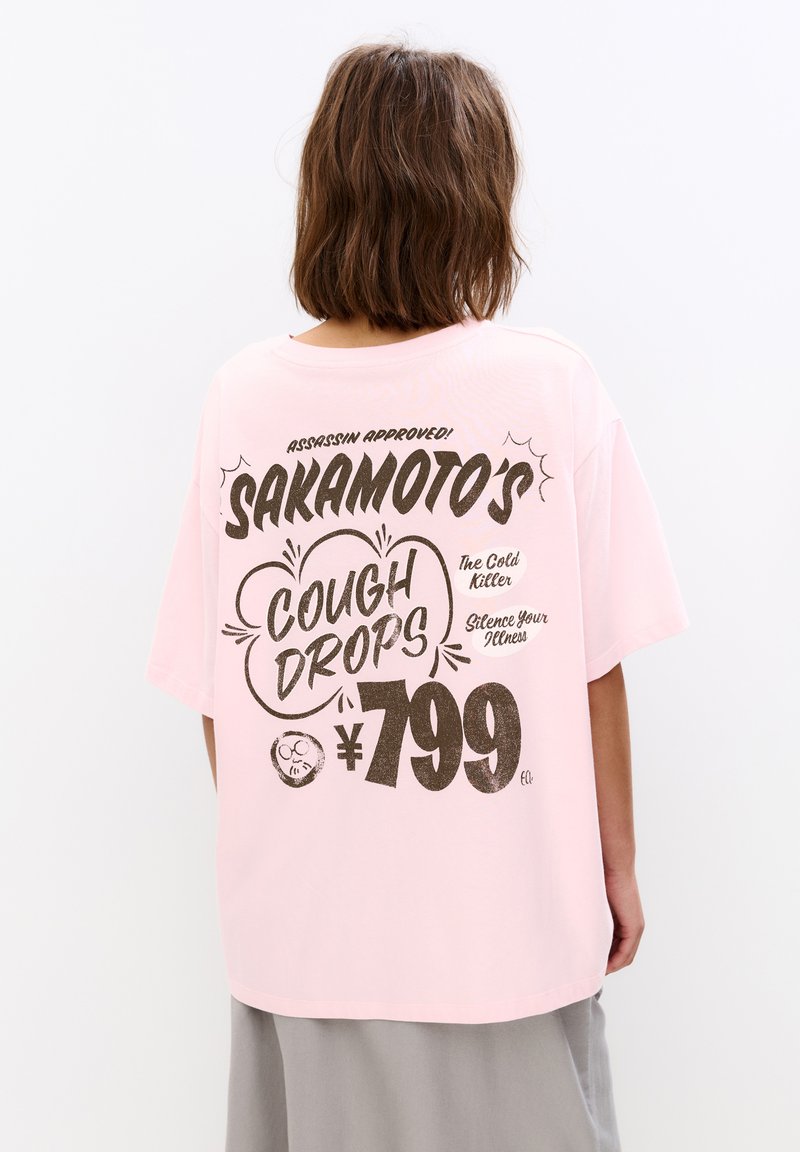 ASSASSIN APPROVED!
SAKAMOTO'S
COUGH
DROPS
The Cold
Killer
Silence Your
Illness
¥799